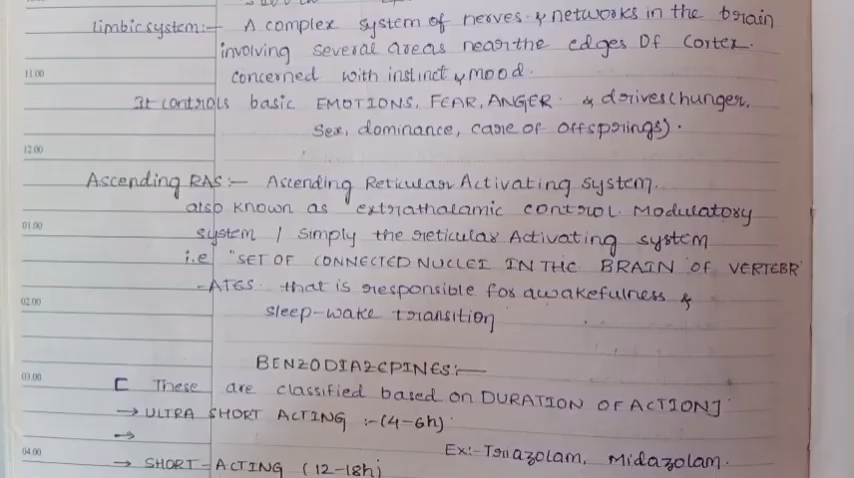 limbic system:- A complex system of nerves & networks in the brain
involving several areas near the edges Of Cortex.
11:00
concerned with instinct & mood.
It controls basic EMOTIONS, FEAR, ANGER & drives (hunger,
Sex, dominance, care of offsprings).
12:00
Ascending RAS:- Ascending Reticular Activating system.
also known as extrathalamic control Modulatory
01:00
system / simply the reticular Activating system
i.e "SET OF CONNECTED NUCLEI IN THE BRAIN OF VERTEBR
-ATES that is responsible for awakefulness &
02:00
sleep-wake transition
BENZODIAZEPINES:-
03:00
[ These are classified based on DURATION OF ACTION]
→ ULTRA SHORT ACTING :-(4-6h)
→
Ex:- Triazolam, Midazolam.
04:00
→ SHORT-ACTING (12-18h)